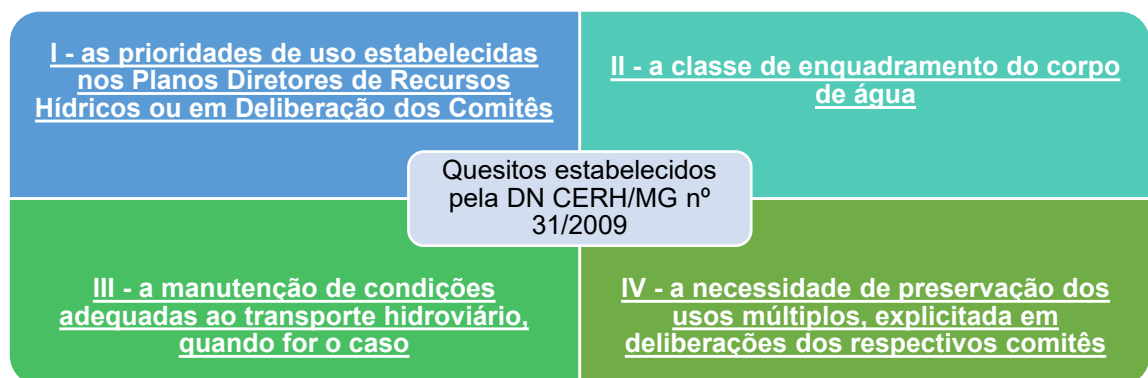 I - as prioridades de uso estabelecidas
nos Planos Diretores de Recursos
Hídricos ou em Deliberação dos Comitês
II - a classe de enquadramento do corpo
de água
Quesitos estabelecidos
pela DN CERH/MG nº
31/2009
III - a manutenção de condições
adequadas ao transporte hidroviário,
quando for o caso
IV - a necessidade de preservação dos
usos múltiplos, explicitada em
deliberações dos respectivos comitês